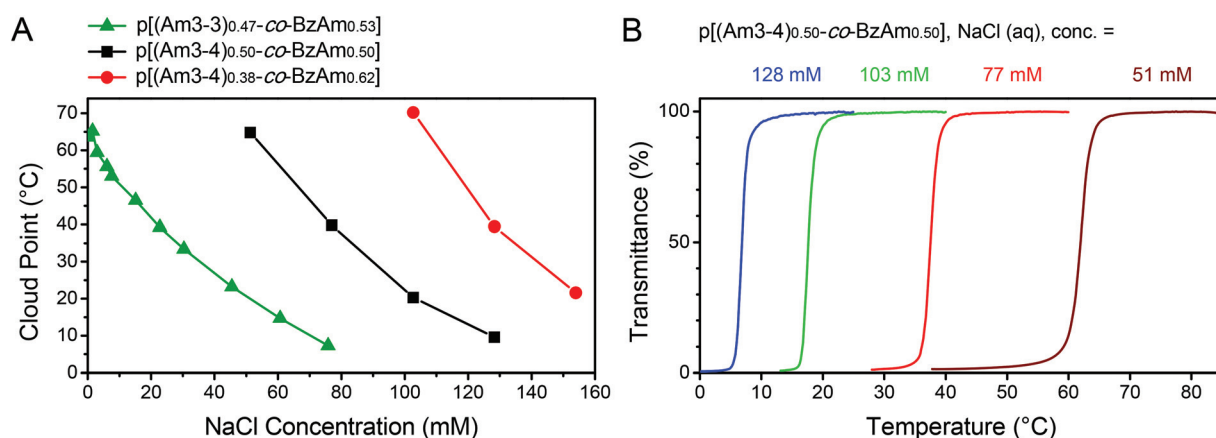 A
p[(Am3-3)0.47-co-BzAm0.53]
p[(Am3-4)0.50-co-BzAm0.50]
p[(Am3-4)0.38-co-BzAm0.62]
70
60
50
40
30
20
10
0
Cloud Point (°C)
0 20 40 60 80 100 120 140 160
NaCl Concentration (mM)
B
p[(Am3-4)0.50-co-BzAm0.50], NaCl (aq), conc. =
128 mM 103 mM 77 mM 51 mM
100
50
0
Transmittance (%)
0 10 20 30 40 50 60 70 80
Temperature (°C)